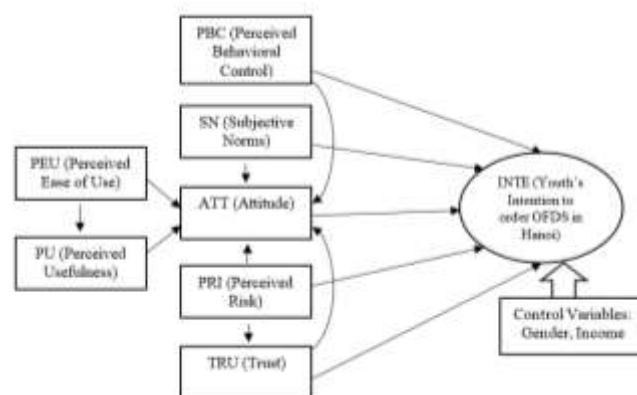 PBC (Perceived
Behavioral
Control)
SN (Subjective
Norms)
PEU (Perceived
Ease of Use)
ATT (Attitude)
INTE (Youth's
Intention to
order OFDS in
Hanoi)
PU (Perceived
Usefulness)
PRI (Perceived
Risk)
TRU (Trust)
Control Variables:
Gender, Income